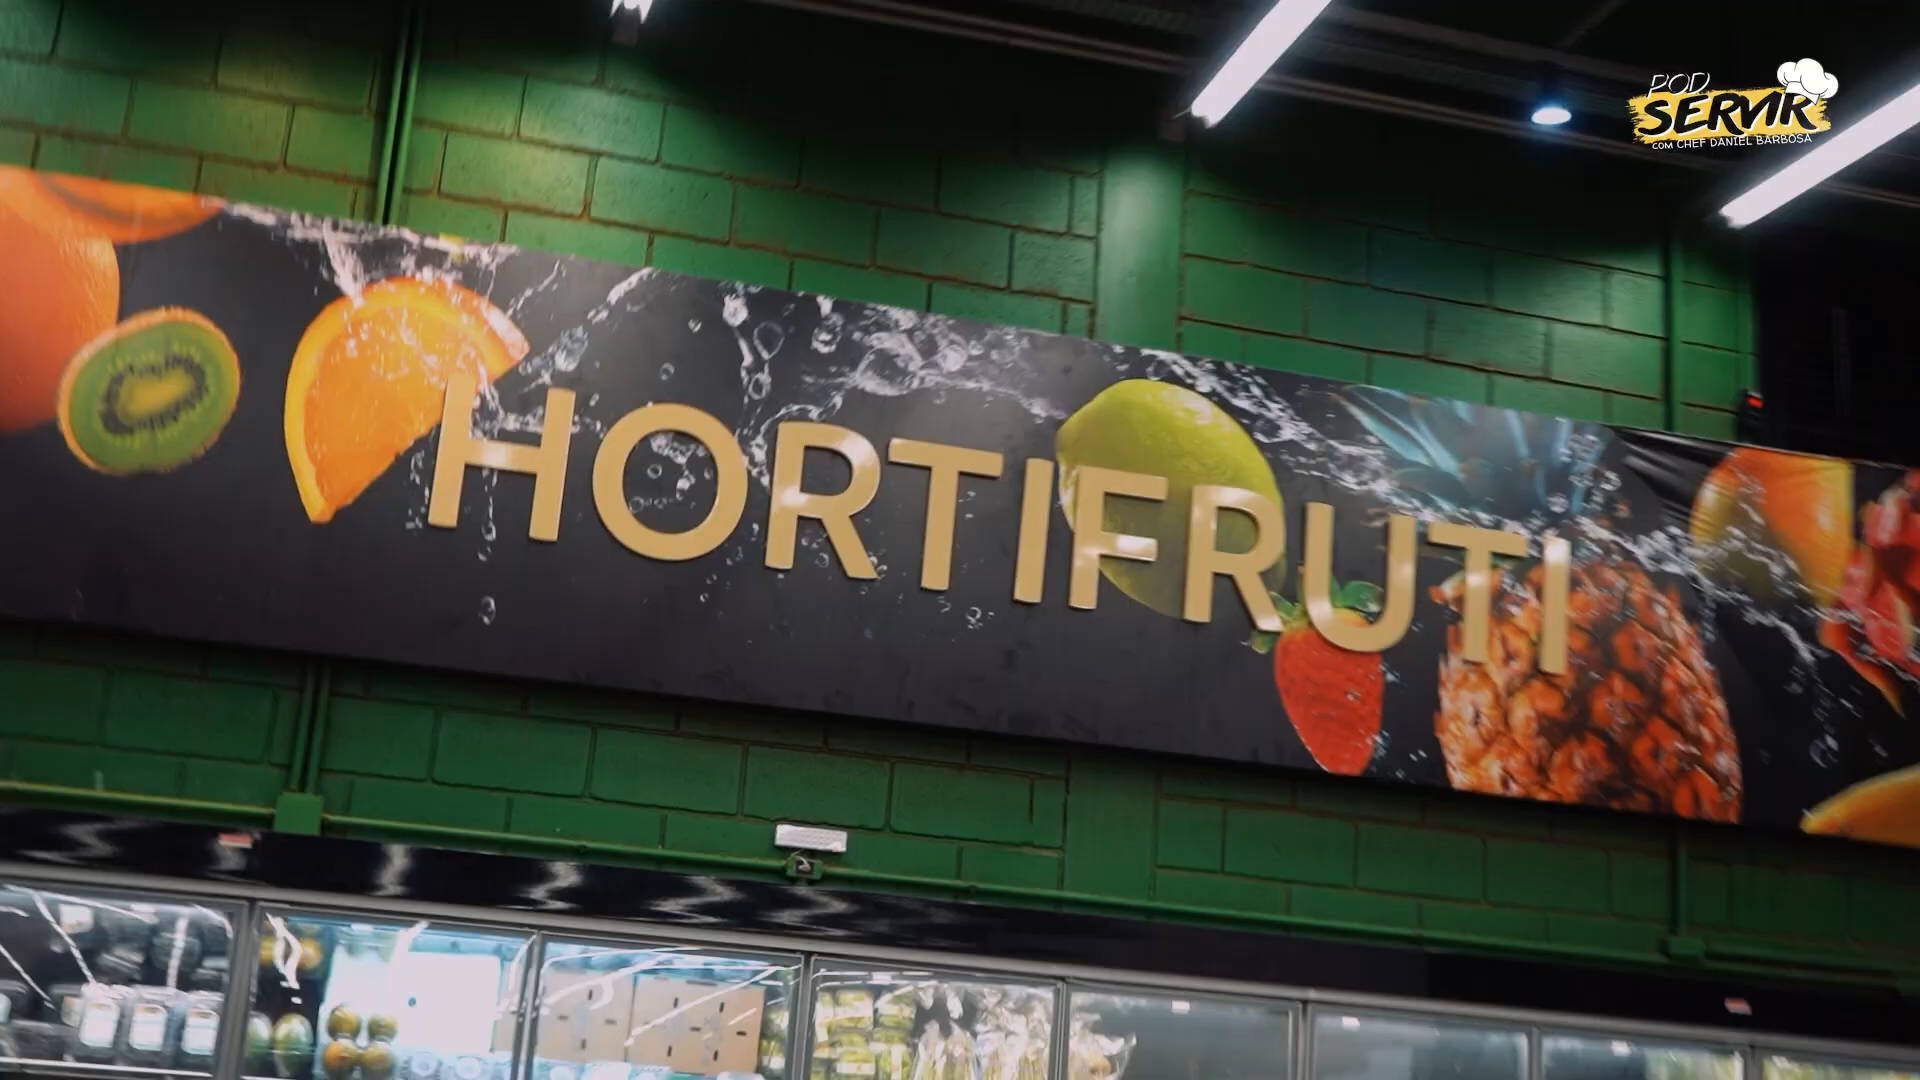 POD
SERVIR
COM CHEF DANIEL BARBOSA
HORTIFRUTI